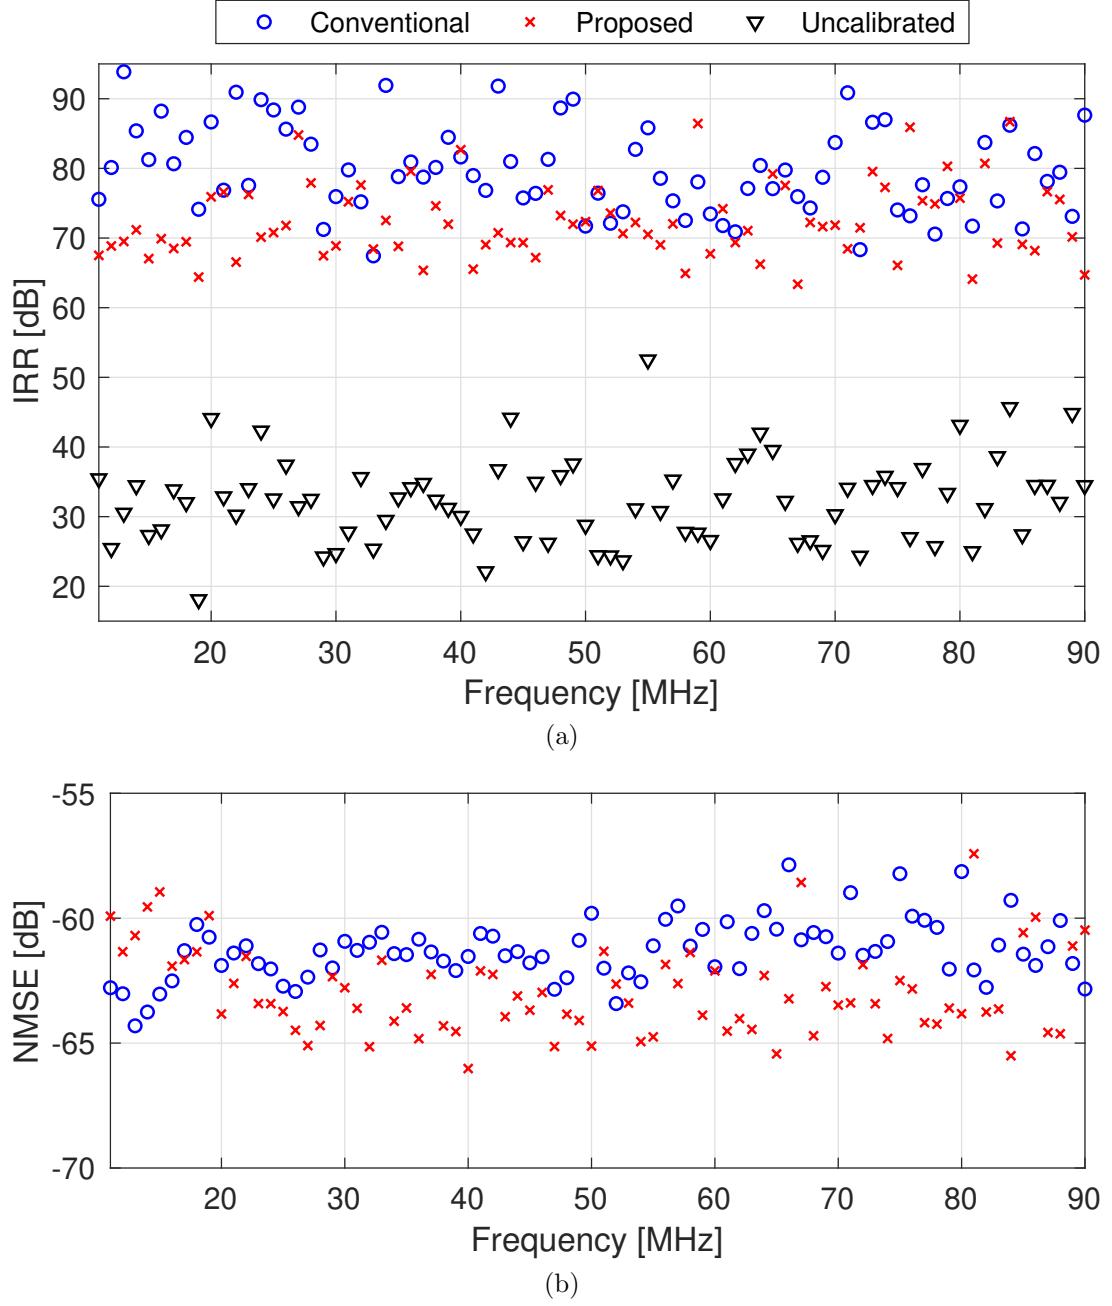 Conventional Proposed Uncalibrated
90
80
70
60
50
40
30
20
IRR [dB]
20 30 40 50 60 70 80 90
Frequency [MHz]
(a)
-55
-60
-65
-70
NMSE [dB]
20 30 40 50 60 70 80 90
Frequency [MHz]
(b)